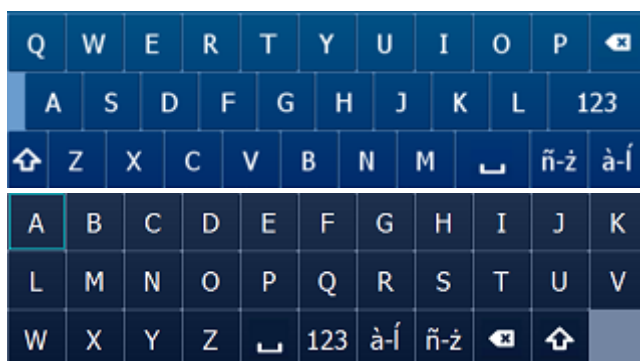 Q W E R T Y U I O P
A S D F G H J K L 123
Z X C V B N M ñ-ż à-Í
A B C D E F G H I J K
L M N O P Q R S T U V
W X Y Z 123 à-Í ñ-ż